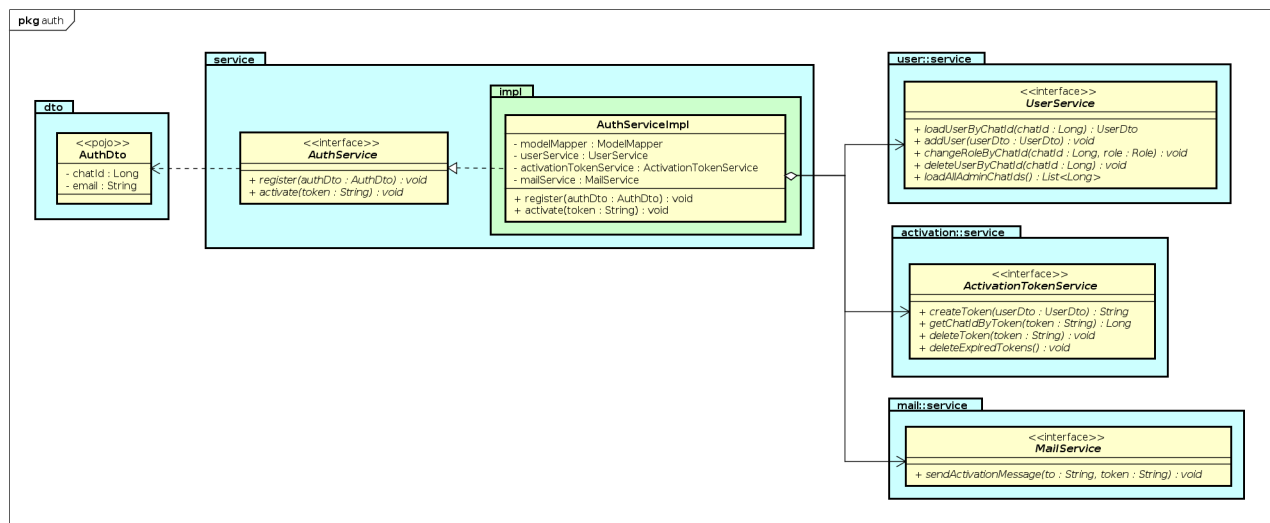 pkg auth
dto
<<pojo>>
AuthDto
- chatId : Long
- email : String
service
<<interface>>
AuthService
+ register(authDto : AuthDto) : void
+ activate(token : String) : void
impl
AuthServiceImpl
- modelMapper : ModelMapper
- userService : UserService
- activationTokenService : ActivationTokenService
- mailService : MailService
+ register(authDto : AuthDto) : void
+ activate(token : String) : void
user::service
<<interface>>
UserService
+ loadUserByChatId(chatId : Long) : UserDto
+ addUser(userDto : UserDto) : void
+ changeRoleByChatId(chatId : Long, role : Role) : void
+ deleteUserByChatId(chatId : Long) : void
+ loadAllAdminChatIds() : List<Long>
activation::service
<<interface>>
ActivationTokenService
+ createToken(userDto : UserDto) : String
+ getChatIdByToken(token : String) : Long
+ deleteToken(token : String) : void
+ deleteExpiredTokens() : void
mail::service
<<interface>>
MailService
+ sendActivationMessage(to : String, token : String) : void